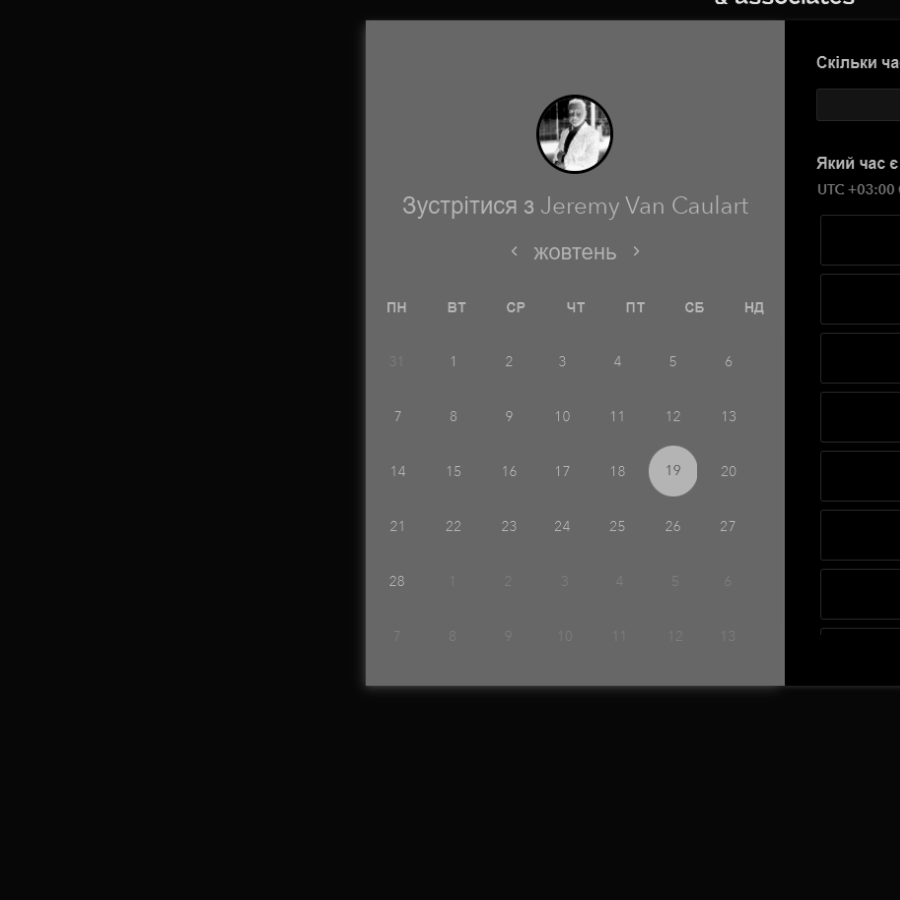 & associates
Зустрітися з Jeremy Van Caulart
‹ жовтень ›
ПН ВТ СР ЧТ ПТ СБ НД
31 1 2 3 4 5 6
7 8 9 10 11 12 13
14 15 16 17 18 19 20
21 22 23 24 25 26 27
28 1 2 3 4 5 6
7 8 9 10 11 12 13
Скільки ча
Який час є
UTC +03:00